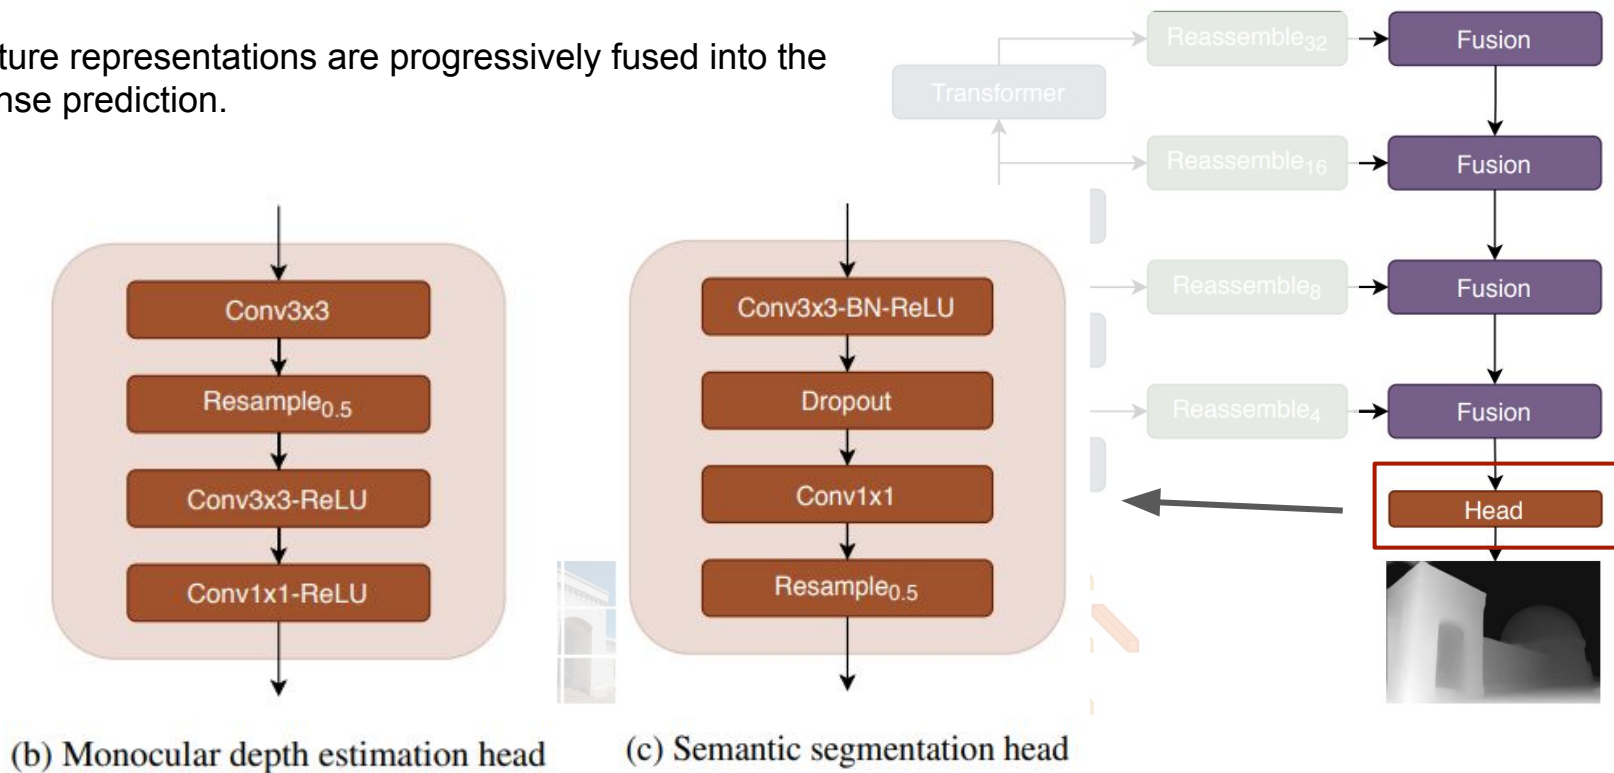 ture representations are progressively fused into the
nse prediction.
Transformer
Reassemble32
Fusion
Reassemble16
Fusion
Reassemble8
Fusion
Reassemble4
Fusion
Head
Conv3x3
Resample0.5
Conv3x3-ReLU
Conv1x1-ReLU
(b) Monocular depth estimation head
Conv3x3-BN-ReLU
Dropout
Conv1x1
Resample0.5
(c) Semantic segmentation head